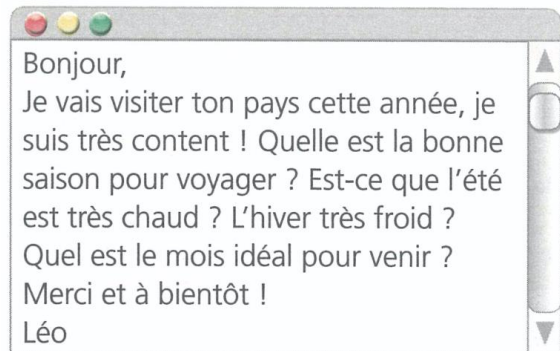 Bonjour,
Je vais visiter ton pays cette année, je
suis très content ! Quelle est la bonne
saison pour voyager ? Est-ce que l'été
est très chaud ? L'hiver très froid ?
Quel est le mois idéal pour venir ?
Merci et à bientôt !
Léo